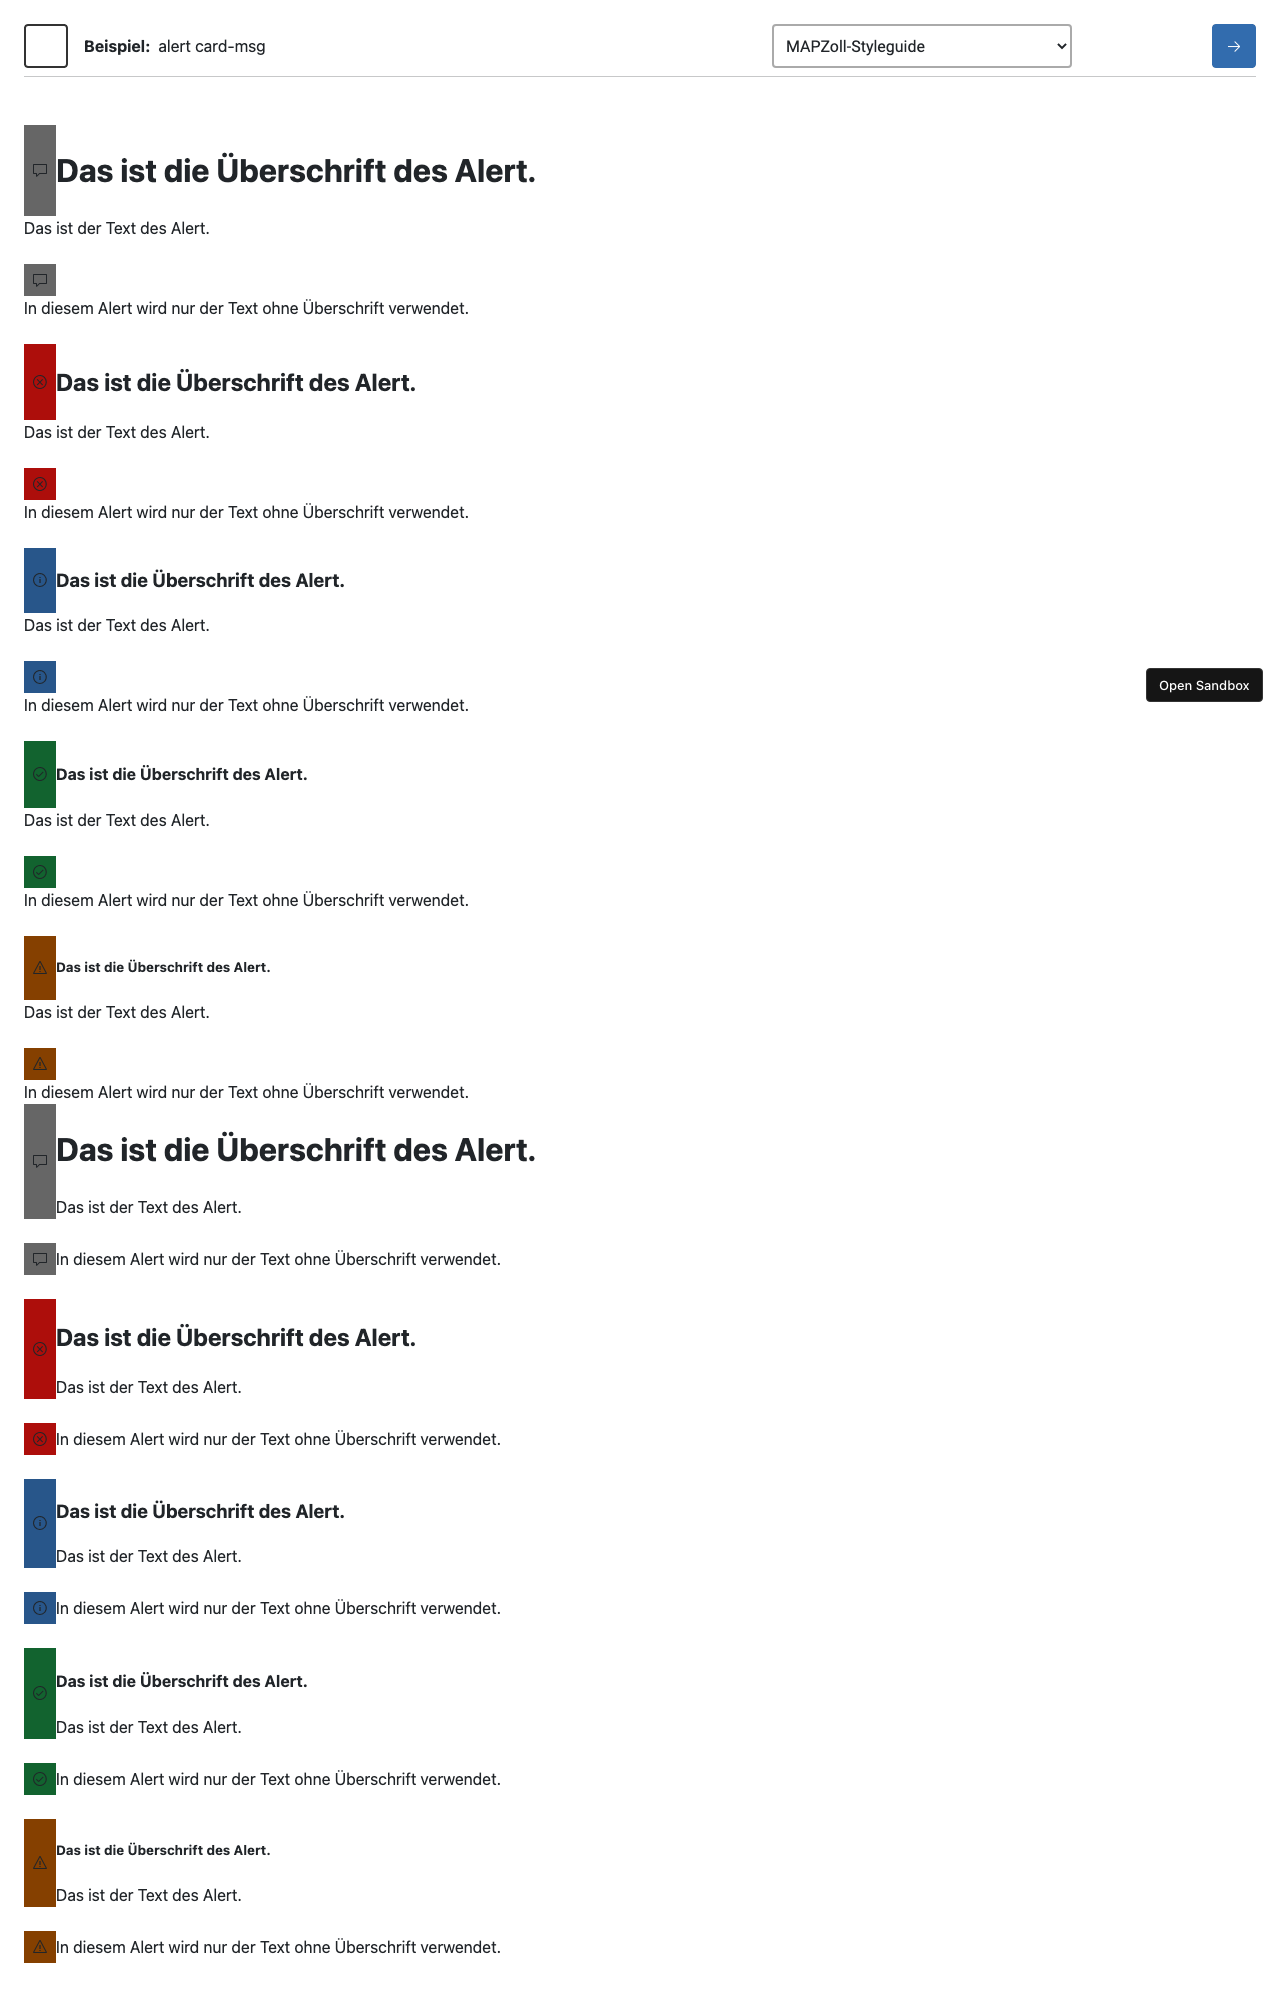 Beispiel: alert card-msg
MAPZoll-Styleguide
Das ist die Überschrift des Alert.
Das ist der Text des Alert.
In diesem Alert wird nur der Text ohne Überschrift verwendet.
Das ist die Überschrift des Alert.
Das ist der Text des Alert.
In diesem Alert wird nur der Text ohne Überschrift verwendet.
Das ist die Überschrift des Alert.
Das ist der Text des Alert.
Open Sandbox
In diesem Alert wird nur der Text ohne Überschrift verwendet.
Das ist die Überschrift des Alert.
Das ist der Text des Alert.
In diesem Alert wird nur der Text ohne Überschrift verwendet.
Das ist die Überschrift des Alert.
Das ist der Text des Alert.
In diesem Alert wird nur der Text ohne Überschrift verwendet.
Das ist die Überschrift des Alert.
Das ist der Text des Alert.
In diesem Alert wird nur der Text ohne Überschrift verwendet.
Das ist die Überschrift des Alert.
Das ist der Text des Alert.
In diesem Alert wird nur der Text ohne Überschrift verwendet.
Das ist die Überschrift des Alert.
Das ist der Text des Alert.
In diesem Alert wird nur der Text ohne Überschrift verwendet.
Das ist die Überschrift des Alert.
Das ist der Text des Alert.
In diesem Alert wird nur der Text ohne Überschrift verwendet.
Das ist die Überschrift des Alert.
Das ist der Text des Alert.
In diesem Alert wird nur der Text ohne Überschrift verwendet.